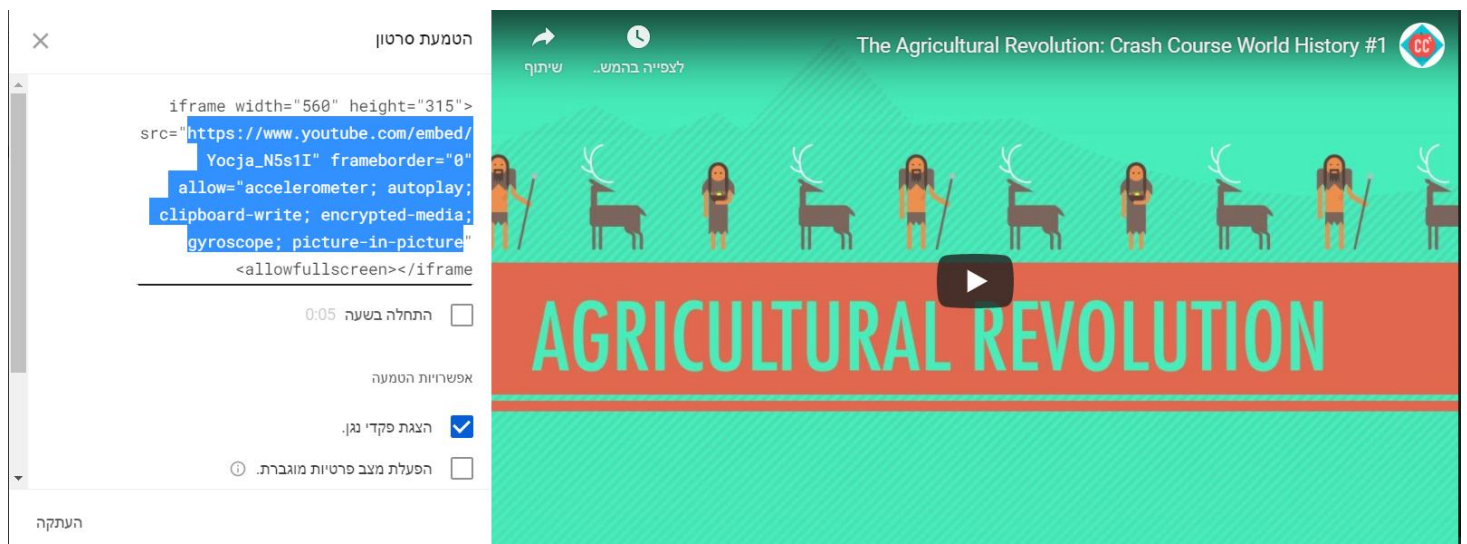 הטמעת סרטון
iframe width="560" height="315">
src="https://www.youtube.com/embed/
Yocja_N5s1I" frameborder="0"
allow="accelerometer; autoplay;
clipboard-write; encrypted-media;
gyroscope; picture-in-picture"
<allowfullscreen></iframe
התחלה בשעה 0:05
אפשרויות הטמעה
הצגת פקדי נגן.
הפעלת מצב פרטיות מוגברת.
העתקה
The Agricultural Revolution: Crash Course World History #1
CC
לצפייה בהמש..
שיתוף
AGRICULTURAL REVOLUTION